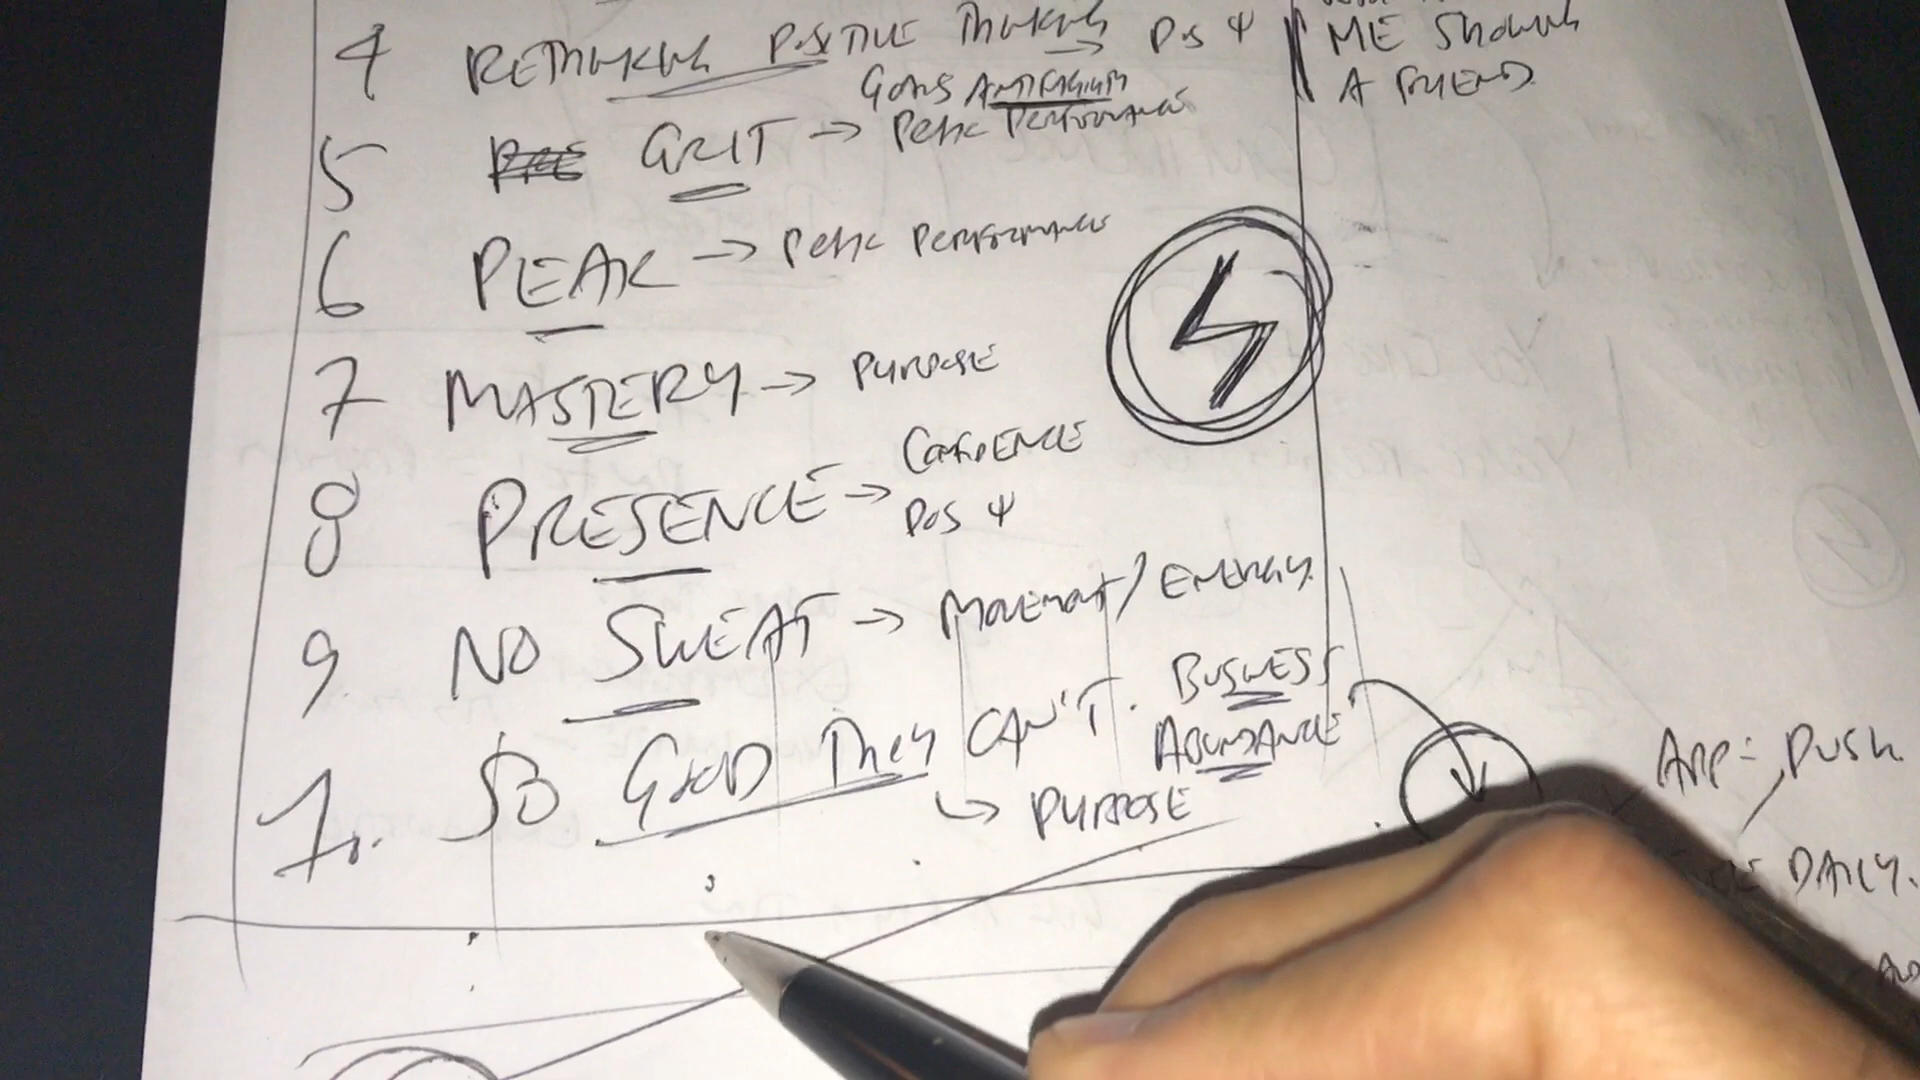 4 RETHINKING POSITIVE THINKING → POS Ψ
GOALS ANTIFRAGILITY
5 GRIT → PEAK PERFORMANCE
6 PEAK → PEAK PERFORMANCE
7 MASTERY → PURPOSE
8 PRESENCE → CONFIDENCE
POS Ψ
9 NO SWEAT → MOVEMENT / ENERGY.
10. SO GOOD THEY CAN'T.
↳ PURPOSE
BUSINESS
ABUNDANCE
ME SHOWING
A FRIEND
APP = PUSH.
DAILY.